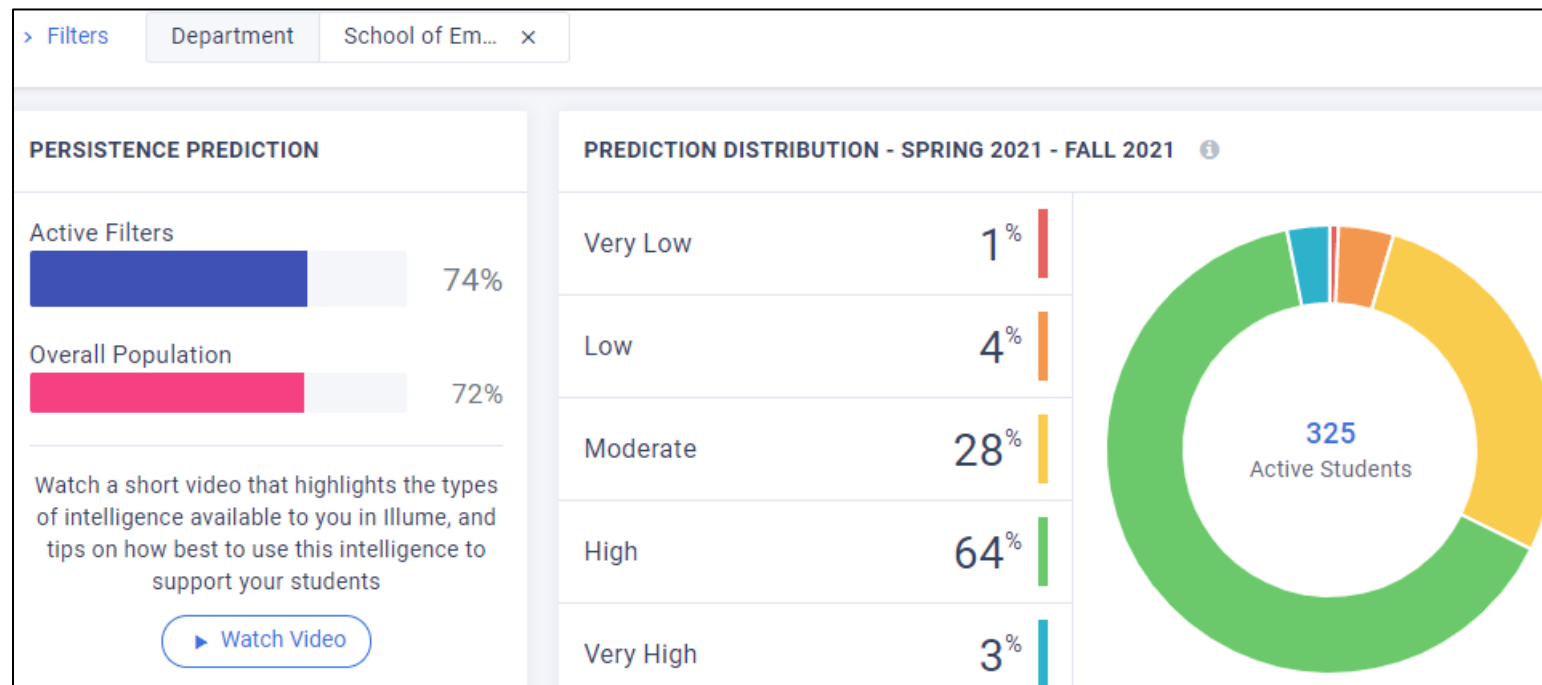 › Filters Department School of Em... ×
PERSISTENCE PREDICTION
Active Filters
74%
Overall Population
72%
Watch a short video that highlights the types
of intelligence available to you in Illume, and
tips on how best to use this intelligence to
support your students
Watch Video
PREDICTION DISTRIBUTION - SPRING 2021 - FALL 2021
Very Low 1%
Low 4%
Moderate 28%
High 64%
Very High 3%
325
Active Students